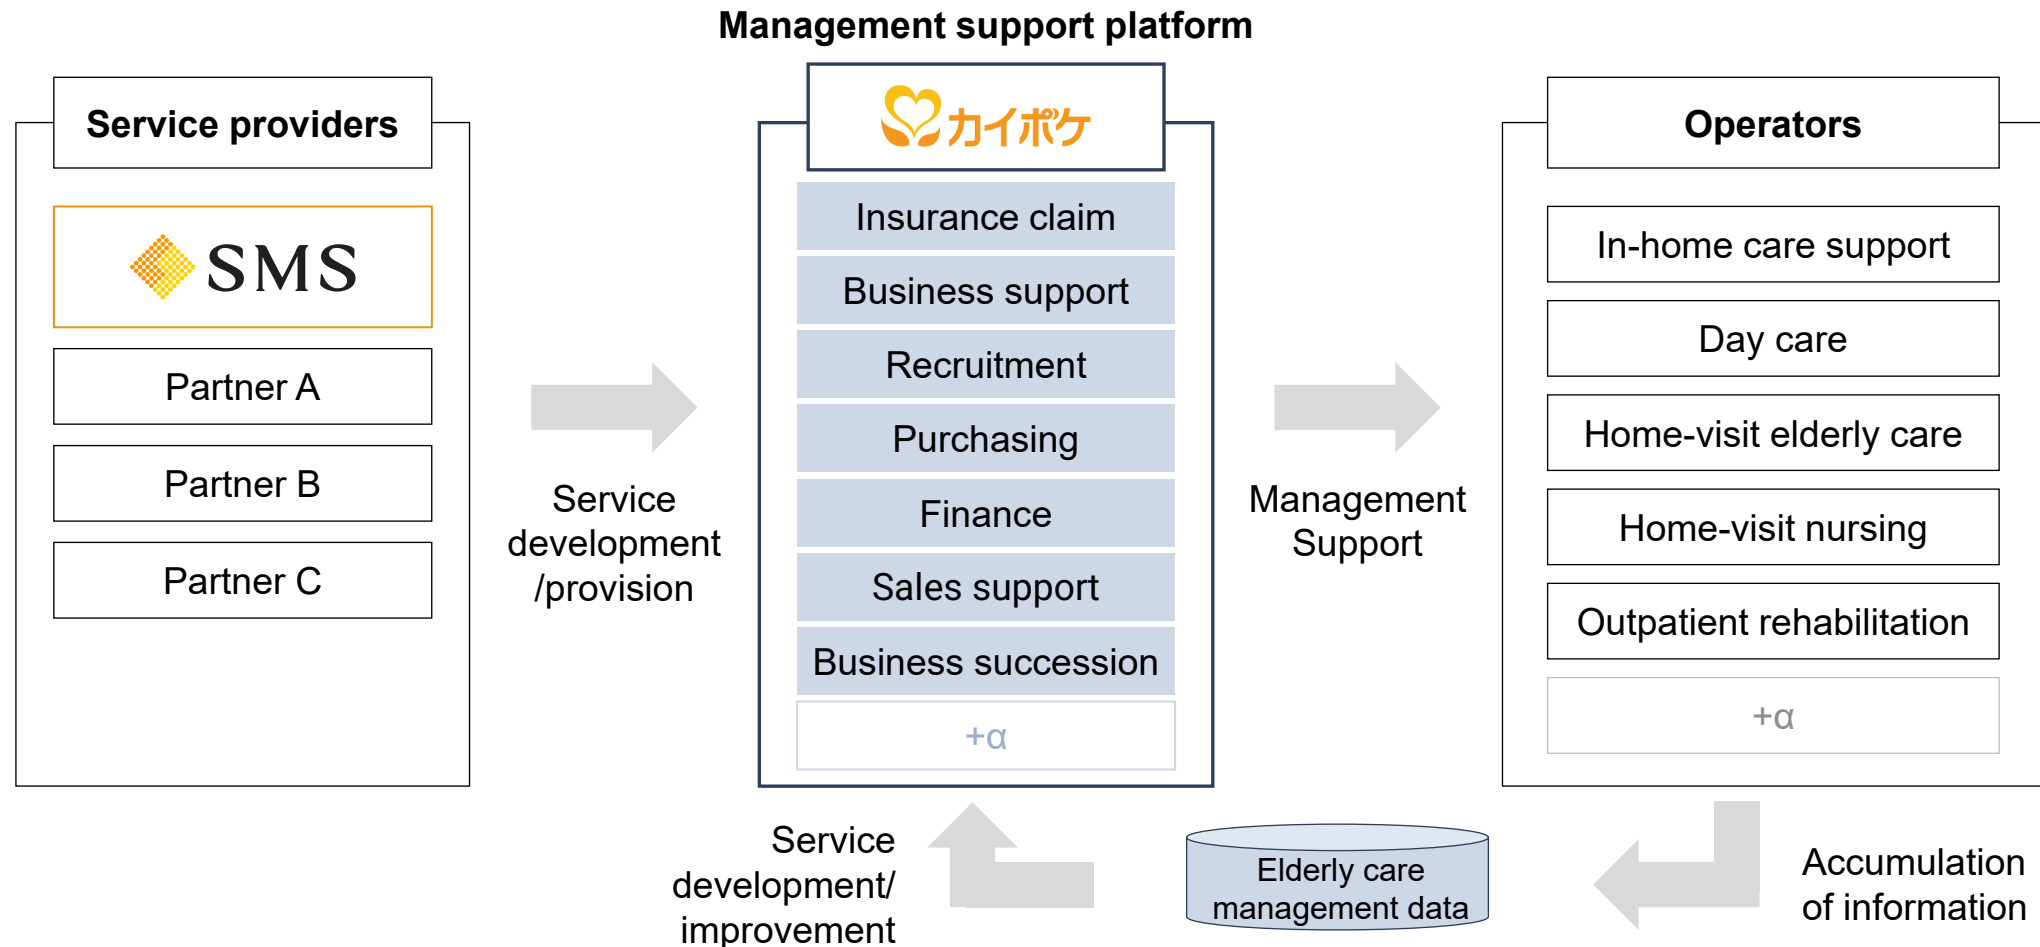 Management support platform
Service providers
SMS
Partner A
Partner B
Partner C
Service
development
/provision
カイポケ
Insurance claim
Business support
Recruitment
Purchasing
Finance
Sales support
Business succession
+α
Management
Support
Operators
In-home care support
Day care
Home-visit elderly care
Home-visit nursing
Outpatient rehabilitation
+α
Accumulation
of information
Elderly care
management data
Service
development/
improvement